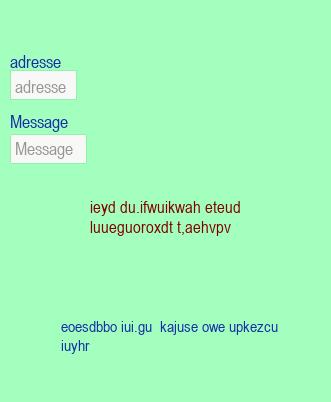 adresse
adresse
Message
Message
ieyd du.ifwuikwah eteud
luueguoroxdt t,aehvpv
eoesdbbo iui.gu  kajuse owe upkezcu
iuyhr